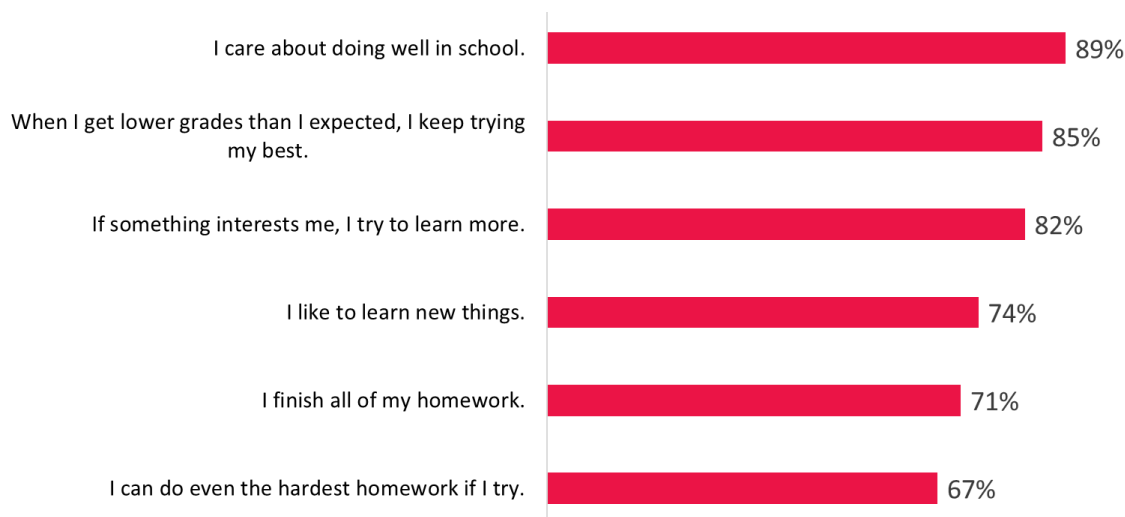 I care about doing well in school.
89%
When I get lower grades than I expected, I keep trying
my best.
85%
If something interests me, I try to learn more.
82%
I like to learn new things.
74%
I finish all of my homework.
71%
I can do even the hardest homework if I try.
67%